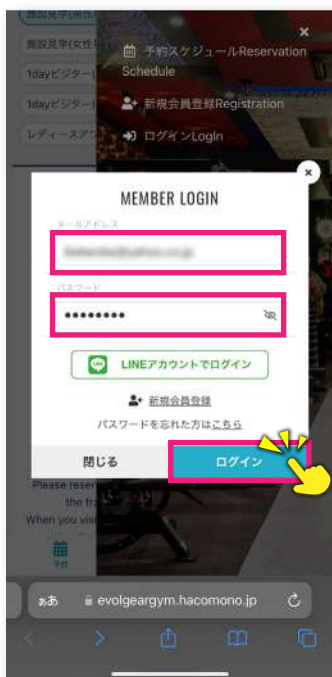 施設見学(男性
施設見学(女性
1dayビジター(
1dayビジター(
レディースアワ
予約スケジュールReservation
Schedule
新規会員登録Registration
ログインLogIn
MEMBER LOGIN
メールアドレス
パスワード
••••••••
LINE
LINEアカウントでログイン
新規会員登録
パスワードを忘れた方はこちら
閉じる
ログイン
Please reser
the tra
When you visi
予約
ぁあ
evolgeargym.hacomono.jp